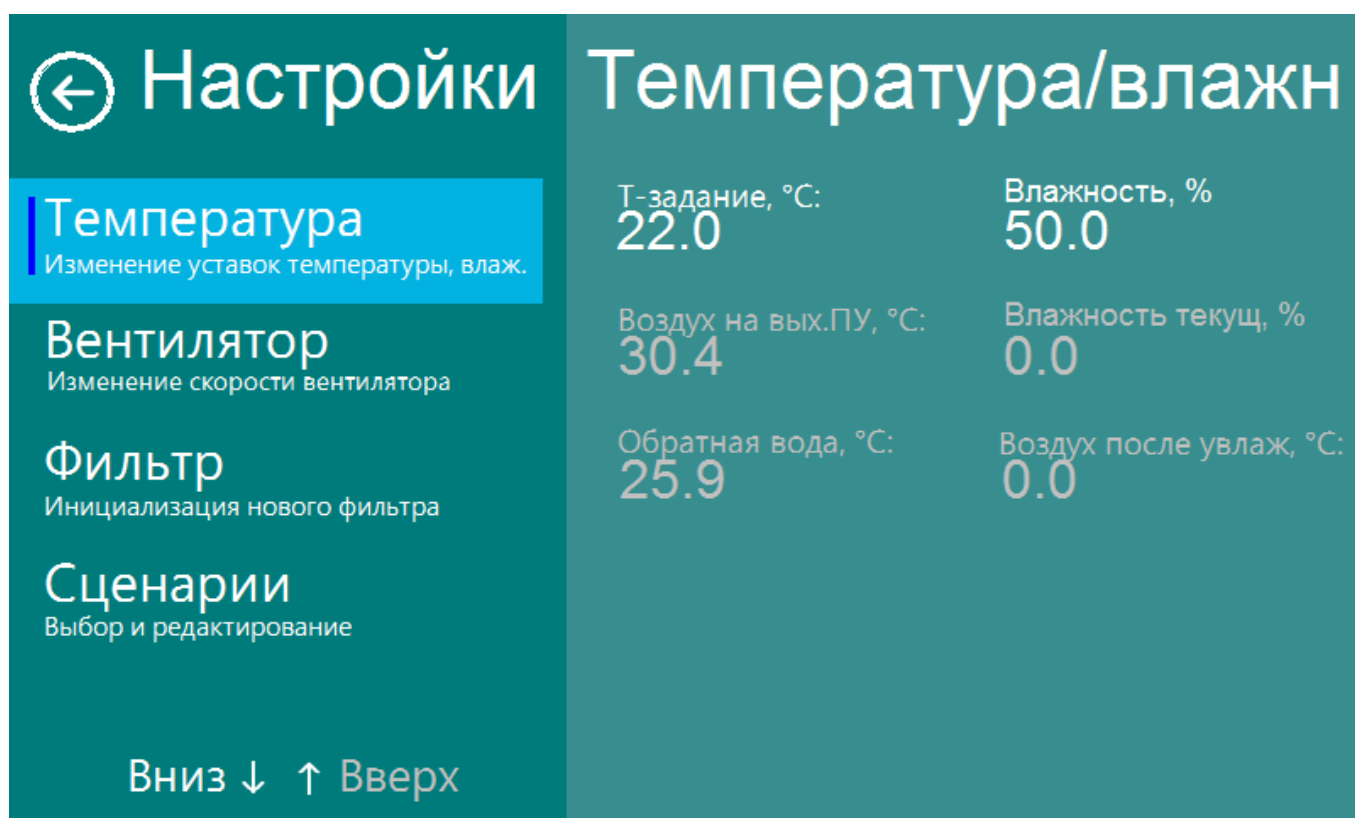 Настройки
Температура
Изменение уставок температуры, влаж.
Вентилятор
Изменение скорости вентилятора
Фильтр
Инициализация нового фильтра
Сценарии
Выбор и редактирование
Вниз ↓ ↑ Вверх
Температура/влажн
Т-задание, °C:
22.0
Влажность, %
50.0
Воздух на вых.ПУ, °C:
30.4
Влажность текущ, %
0.0
Обратная вода, °C:
25.9
Воздух после увлаж, °C:
0.0